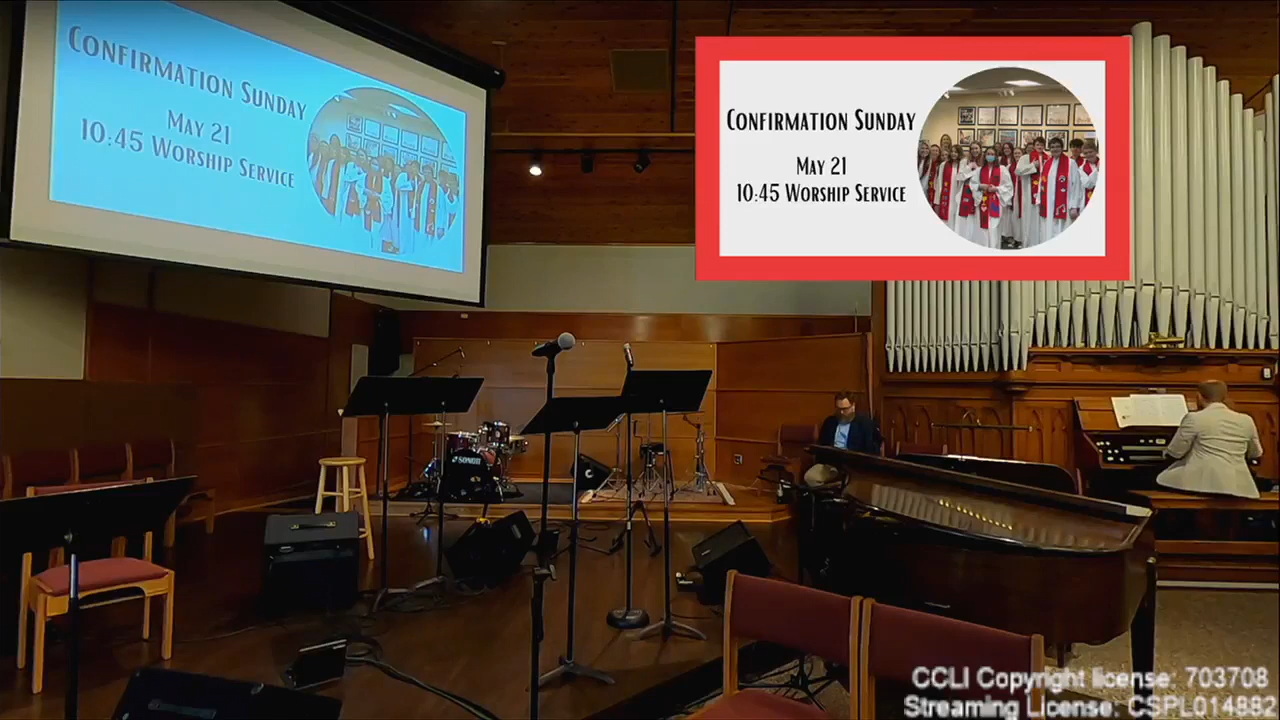 Confirmation Sunday
May 21
10:45 Worship Service
Confirmation Sunday
May 21
10:45 Worship Service
SONOR
CCLI Copyright license: 703708
Streaming License: CSPL014882